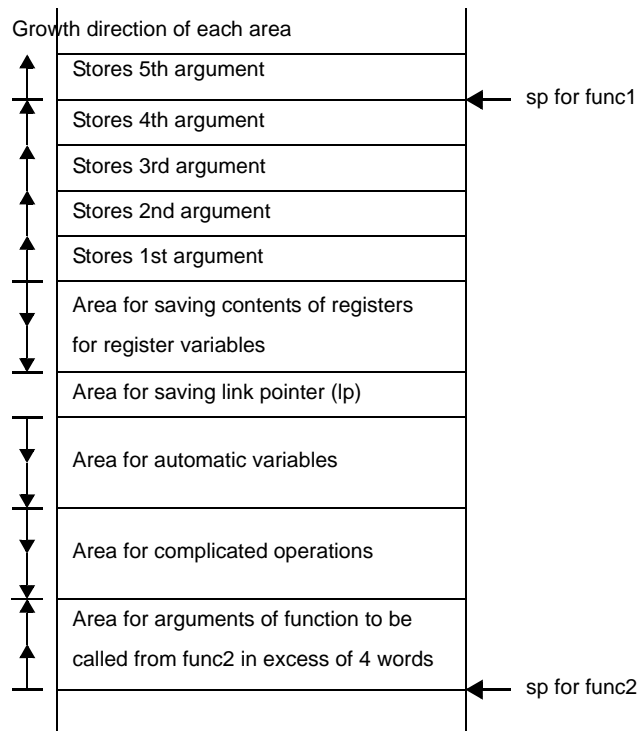 Growth direction of each area
Stores 5th argument
sp for func1
Stores 4th argument
Stores 3rd argument
Stores 2nd argument
Stores 1st argument
Area for saving contents of registers
for register variables
Area for saving link pointer (lp)
Area for automatic variables
Area for complicated operations
Area for arguments of function to be
called from func2 in excess of 4 words
sp for func2